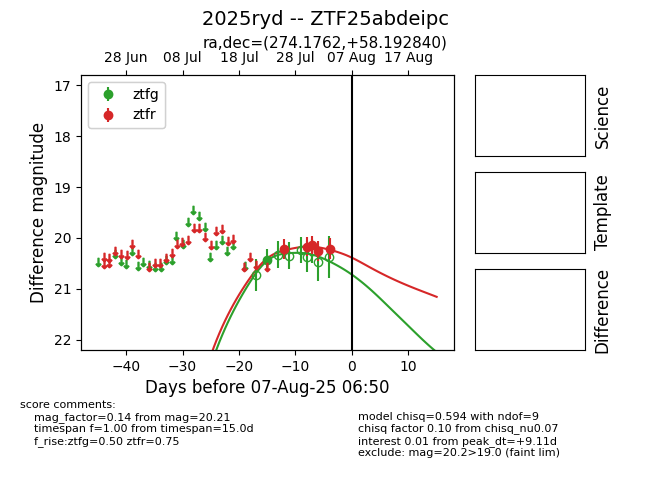 2025ryd -- ZTF25abdeipc
ra,dec=(274.1762,+58.192840)
28 Jun 08 Jul 18 Jul 28 Jul 07 Aug 17 Aug
ztfg
ztfr
17
18
19
20
21
22
Difference magnitude
−40 −30 −20 −10 0 10
Days before 07-Aug-25 06:50
Science
Template
Difference
score comments:
mag_factor=0.14 from mag=20.21
timespan f=1.00 from timespan=15.0d
f_rise:ztfg=0.50 ztfr=0.75
model chisq=0.594 with ndof=9
chisq factor 0.10 from chisq_nu0.07
interest 0.01 from peak_dt=+9.11d
exclude: mag=20.2>19.0 (faint lim)